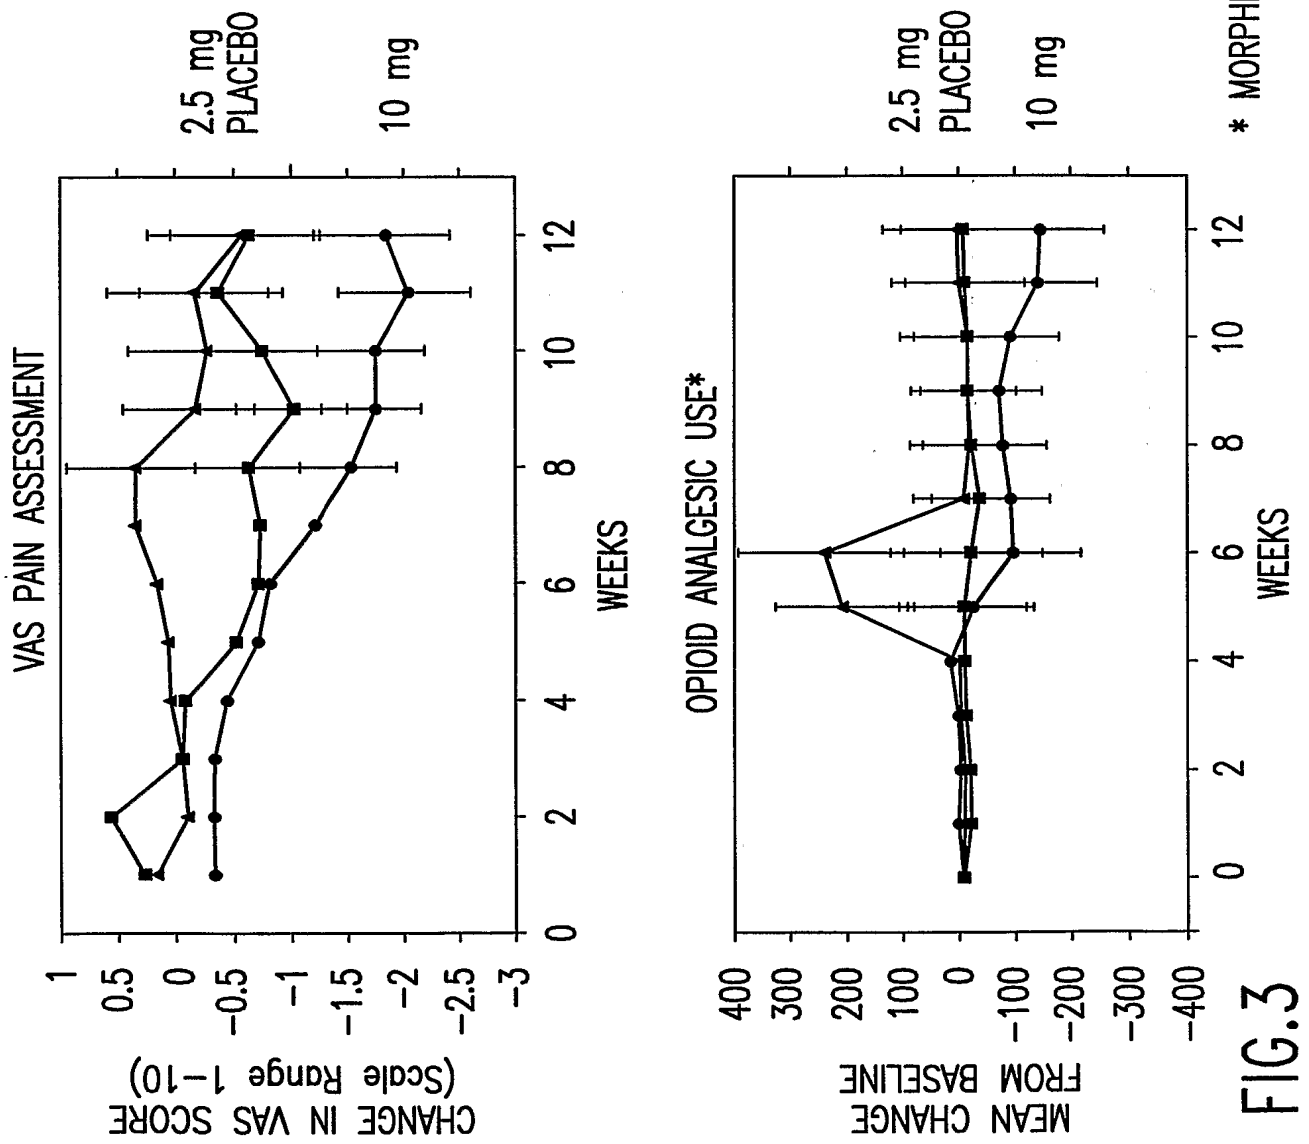 VAS PAIN ASSESSMENT
CHANGE IN VAS SCORE
(Scale Range 1-10)
1
0.5
0
-0.5
-1
-1.5
-2
-2.5
-3
0 2 4 6 8 10 12
WEEKS
2.5 mg
PLACEBO
10 mg
OPIOID ANALGESIC USE*
MEAN CHANGE
FROM BASELINE
400
300
200
100
0
-100
-200
-300
-400
0 2 4 6 8 10 12
WEEKS
2.5 mg
PLACEBO
10 mg
FIG.3